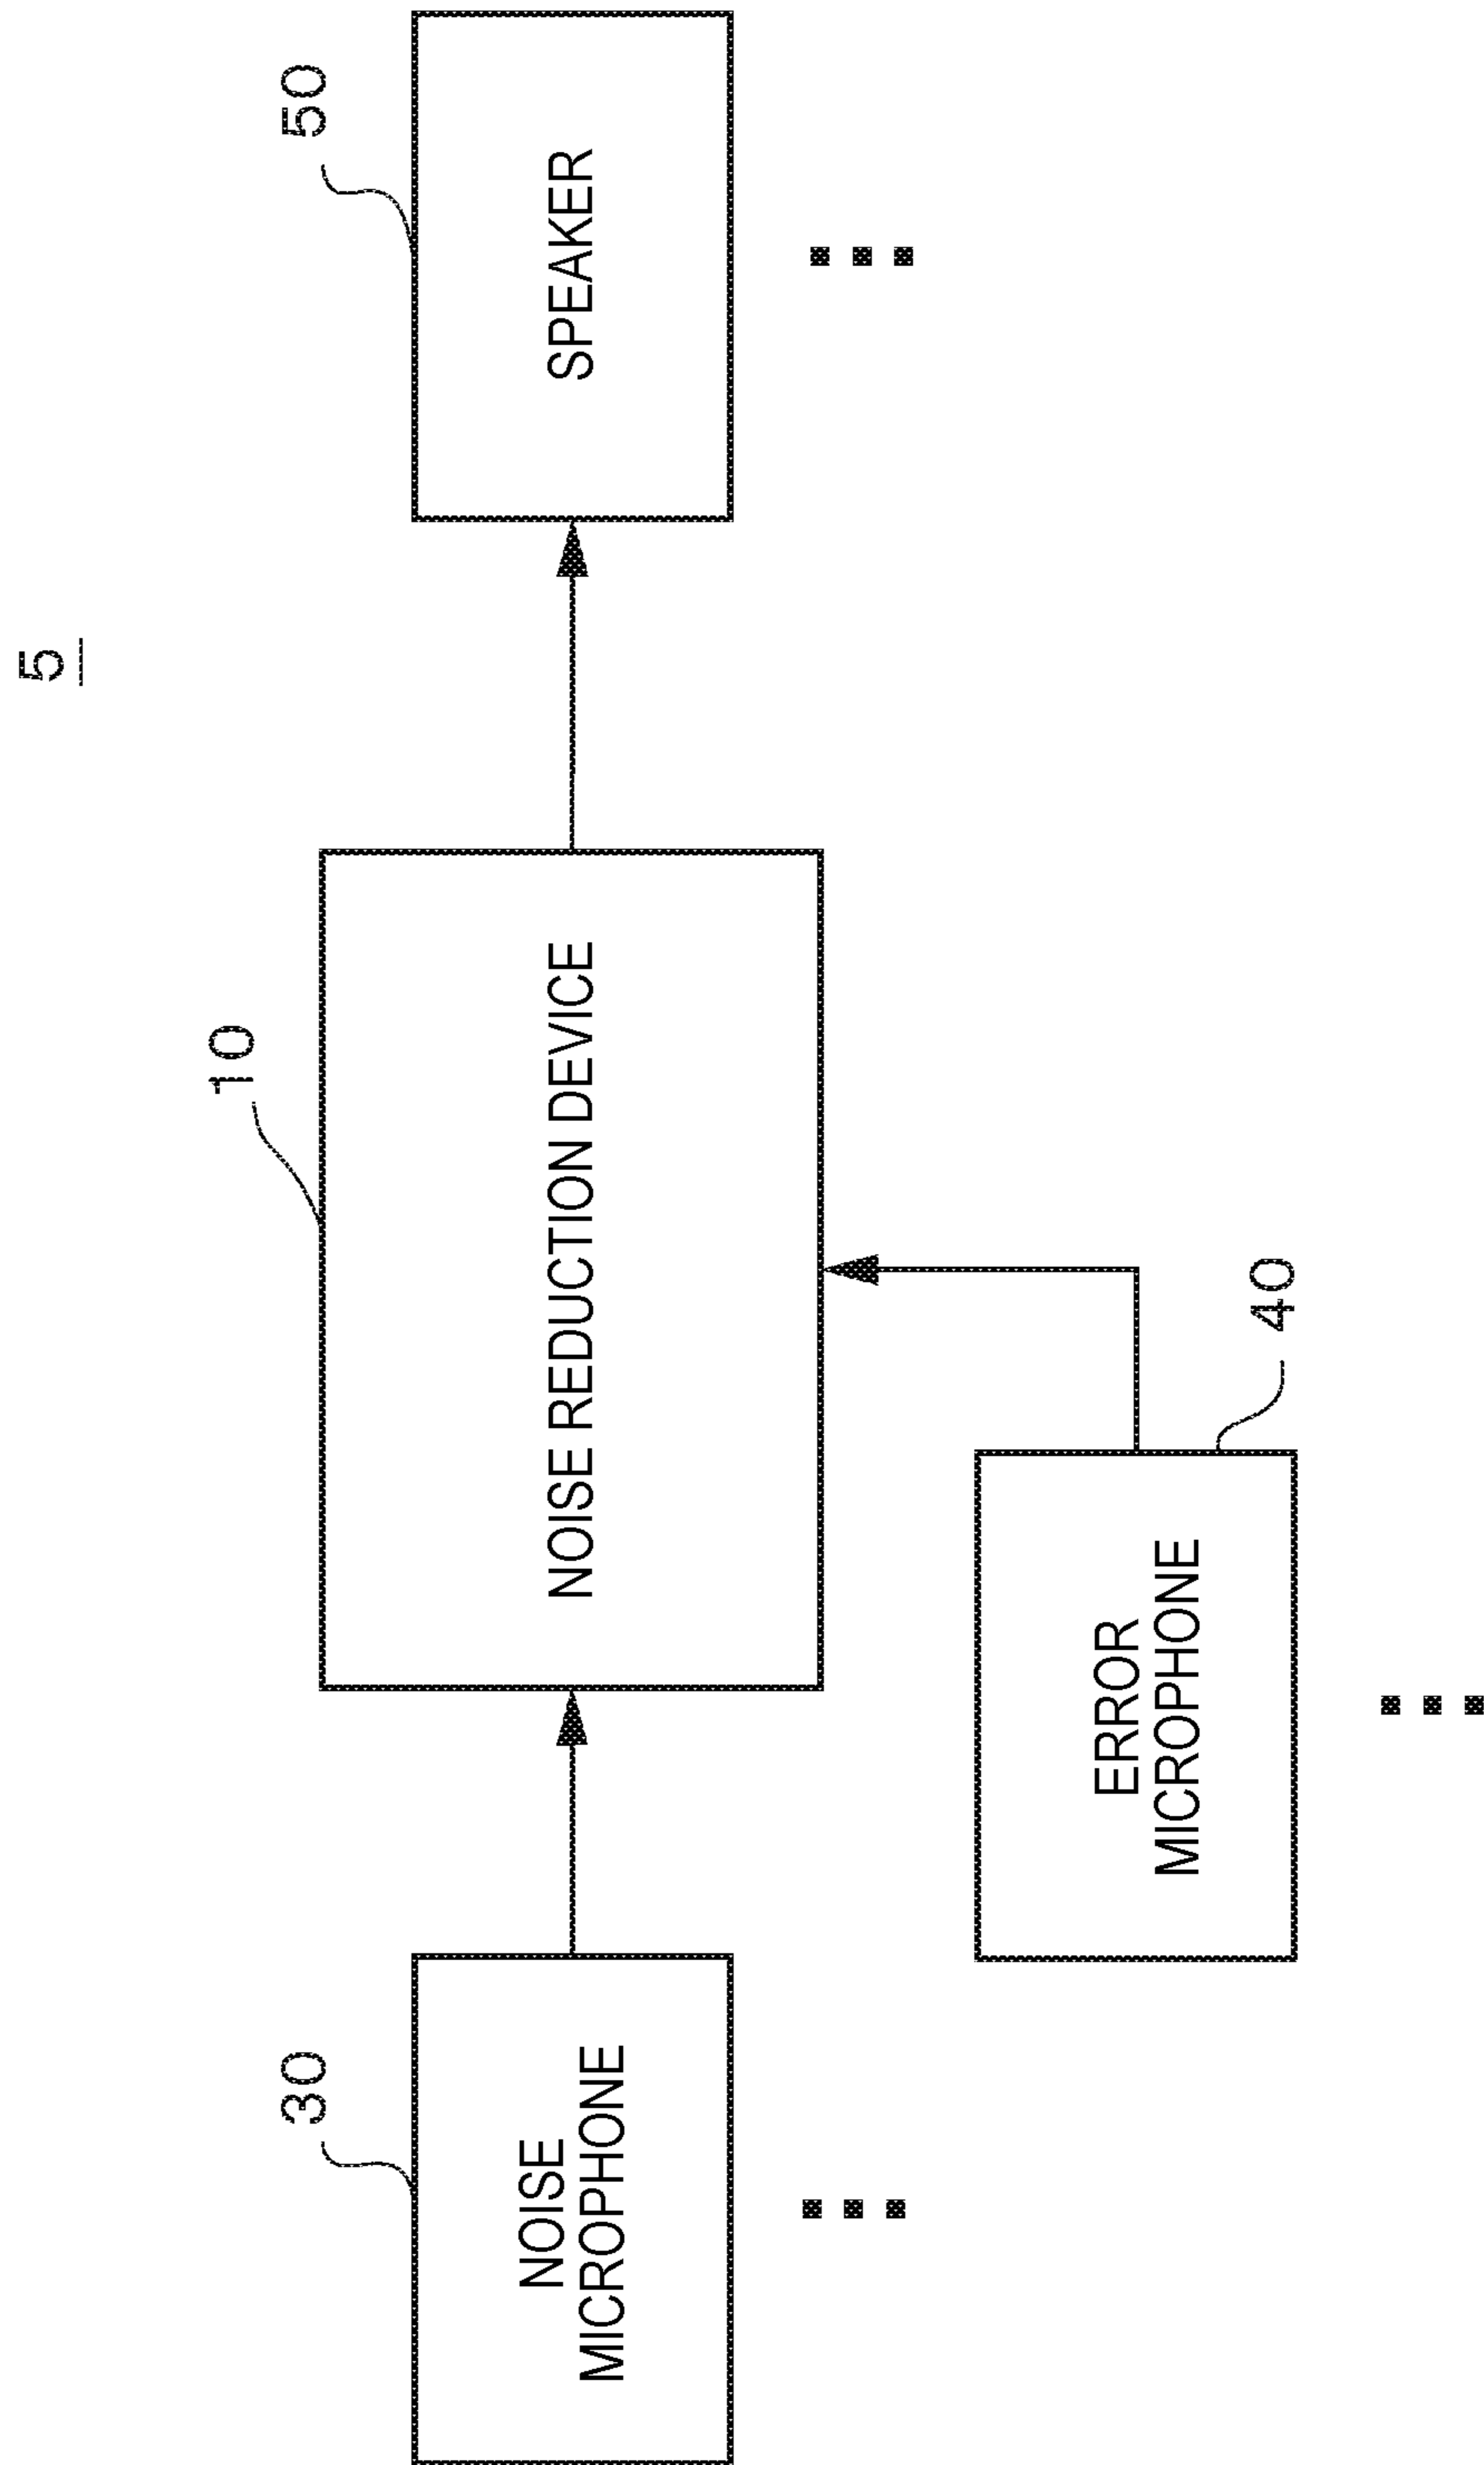 5
30
NOISE
MICROPHONE
10
NOISE REDUCTION DEVICE
50
SPEAKER
ERROR
MICROPHONE
40